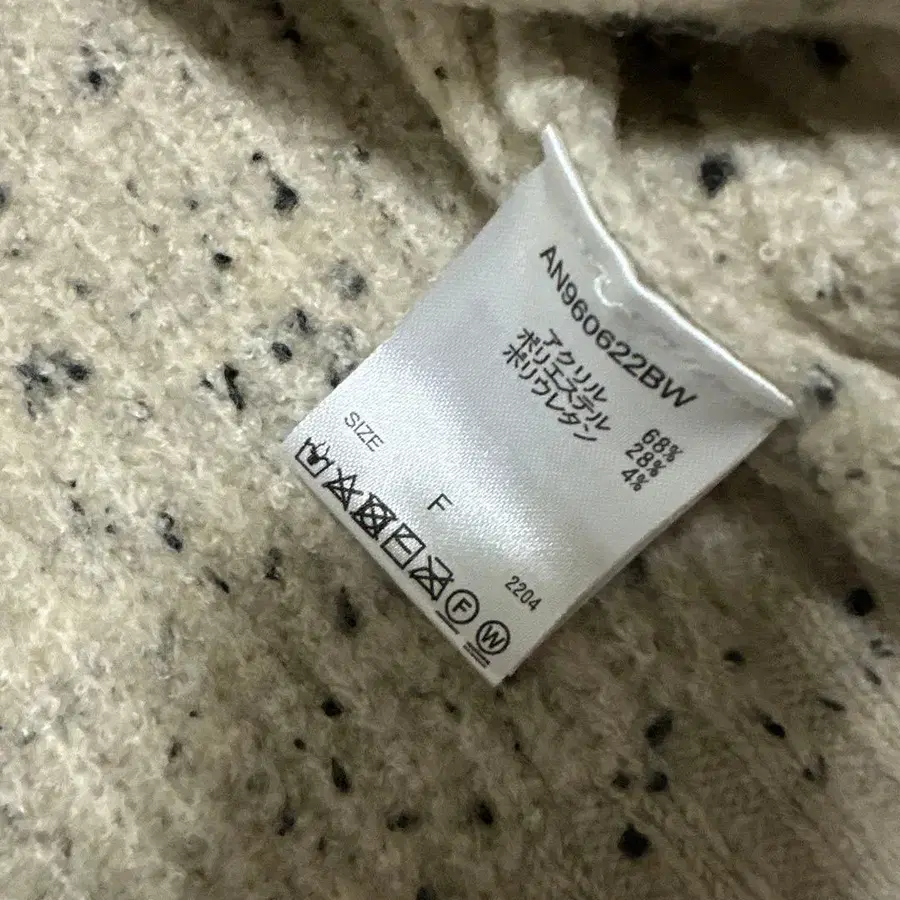 AN960622BW
アクリル 68%
ポリエステル 28%
ポリウレタン 4%
SIZE
F
2204
F W